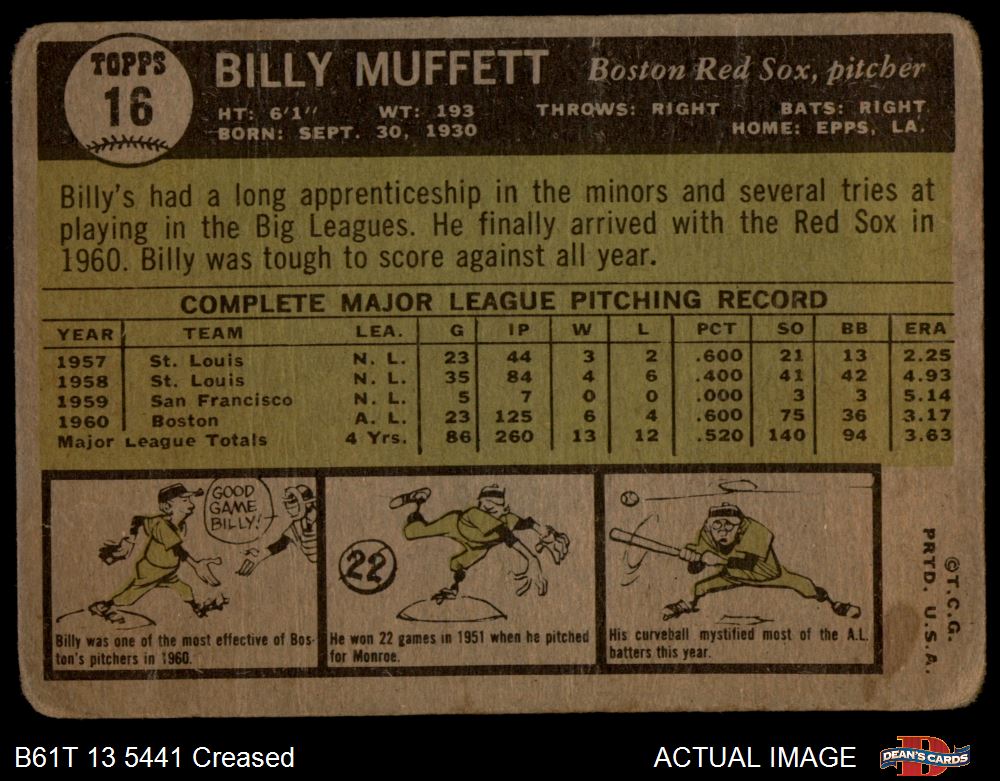 TOPPS
16
BILLY MUFFETT
Boston Red Sox, pitcher
HT: 6'1" WT: 193 THROWS: RIGHT BATS: RIGHT
BORN: SEPT. 30, 1930 HOME: EPPS, LA.
Billy's had a long apprenticeship in the minors and several tries at
playing in the Big Leagues. He finally arrived with the Red Sox in
1960. Billy was tough to score against all year.
COMPLETE MAJOR LEAGUE PITCHING RECORD
YEAR TEAM LEA. G IP W L PCT SO BB ERA
1957 St. Louis N. L. 23 44 3 2 .600 21 13 2.25
1958 St. Louis N. L. 35 84 4 6 .400 41 42 4.93
1959 San Francisco N. L. 5 7 0 0 .000 3 3 5.14
1960 Boston A. L. 23 125 6 4 .600 75 36 3.17
Major League Totals 4 Yrs. 86 260 13 12 .520 140 94 3.63
GOOD
GAME
BILLY!
Billy was one of the most effective of Bos-
ton's pitchers in 1960.
22
He won 22 games in 1951 when he pitched
for Monroe.
His curveball mystified most of the A.L.
batters this year.
©T.C.G.
PRTD. U.S.A.
B61T 13 5441 Creased
ACTUAL IMAGE
DEAN'S CARDS